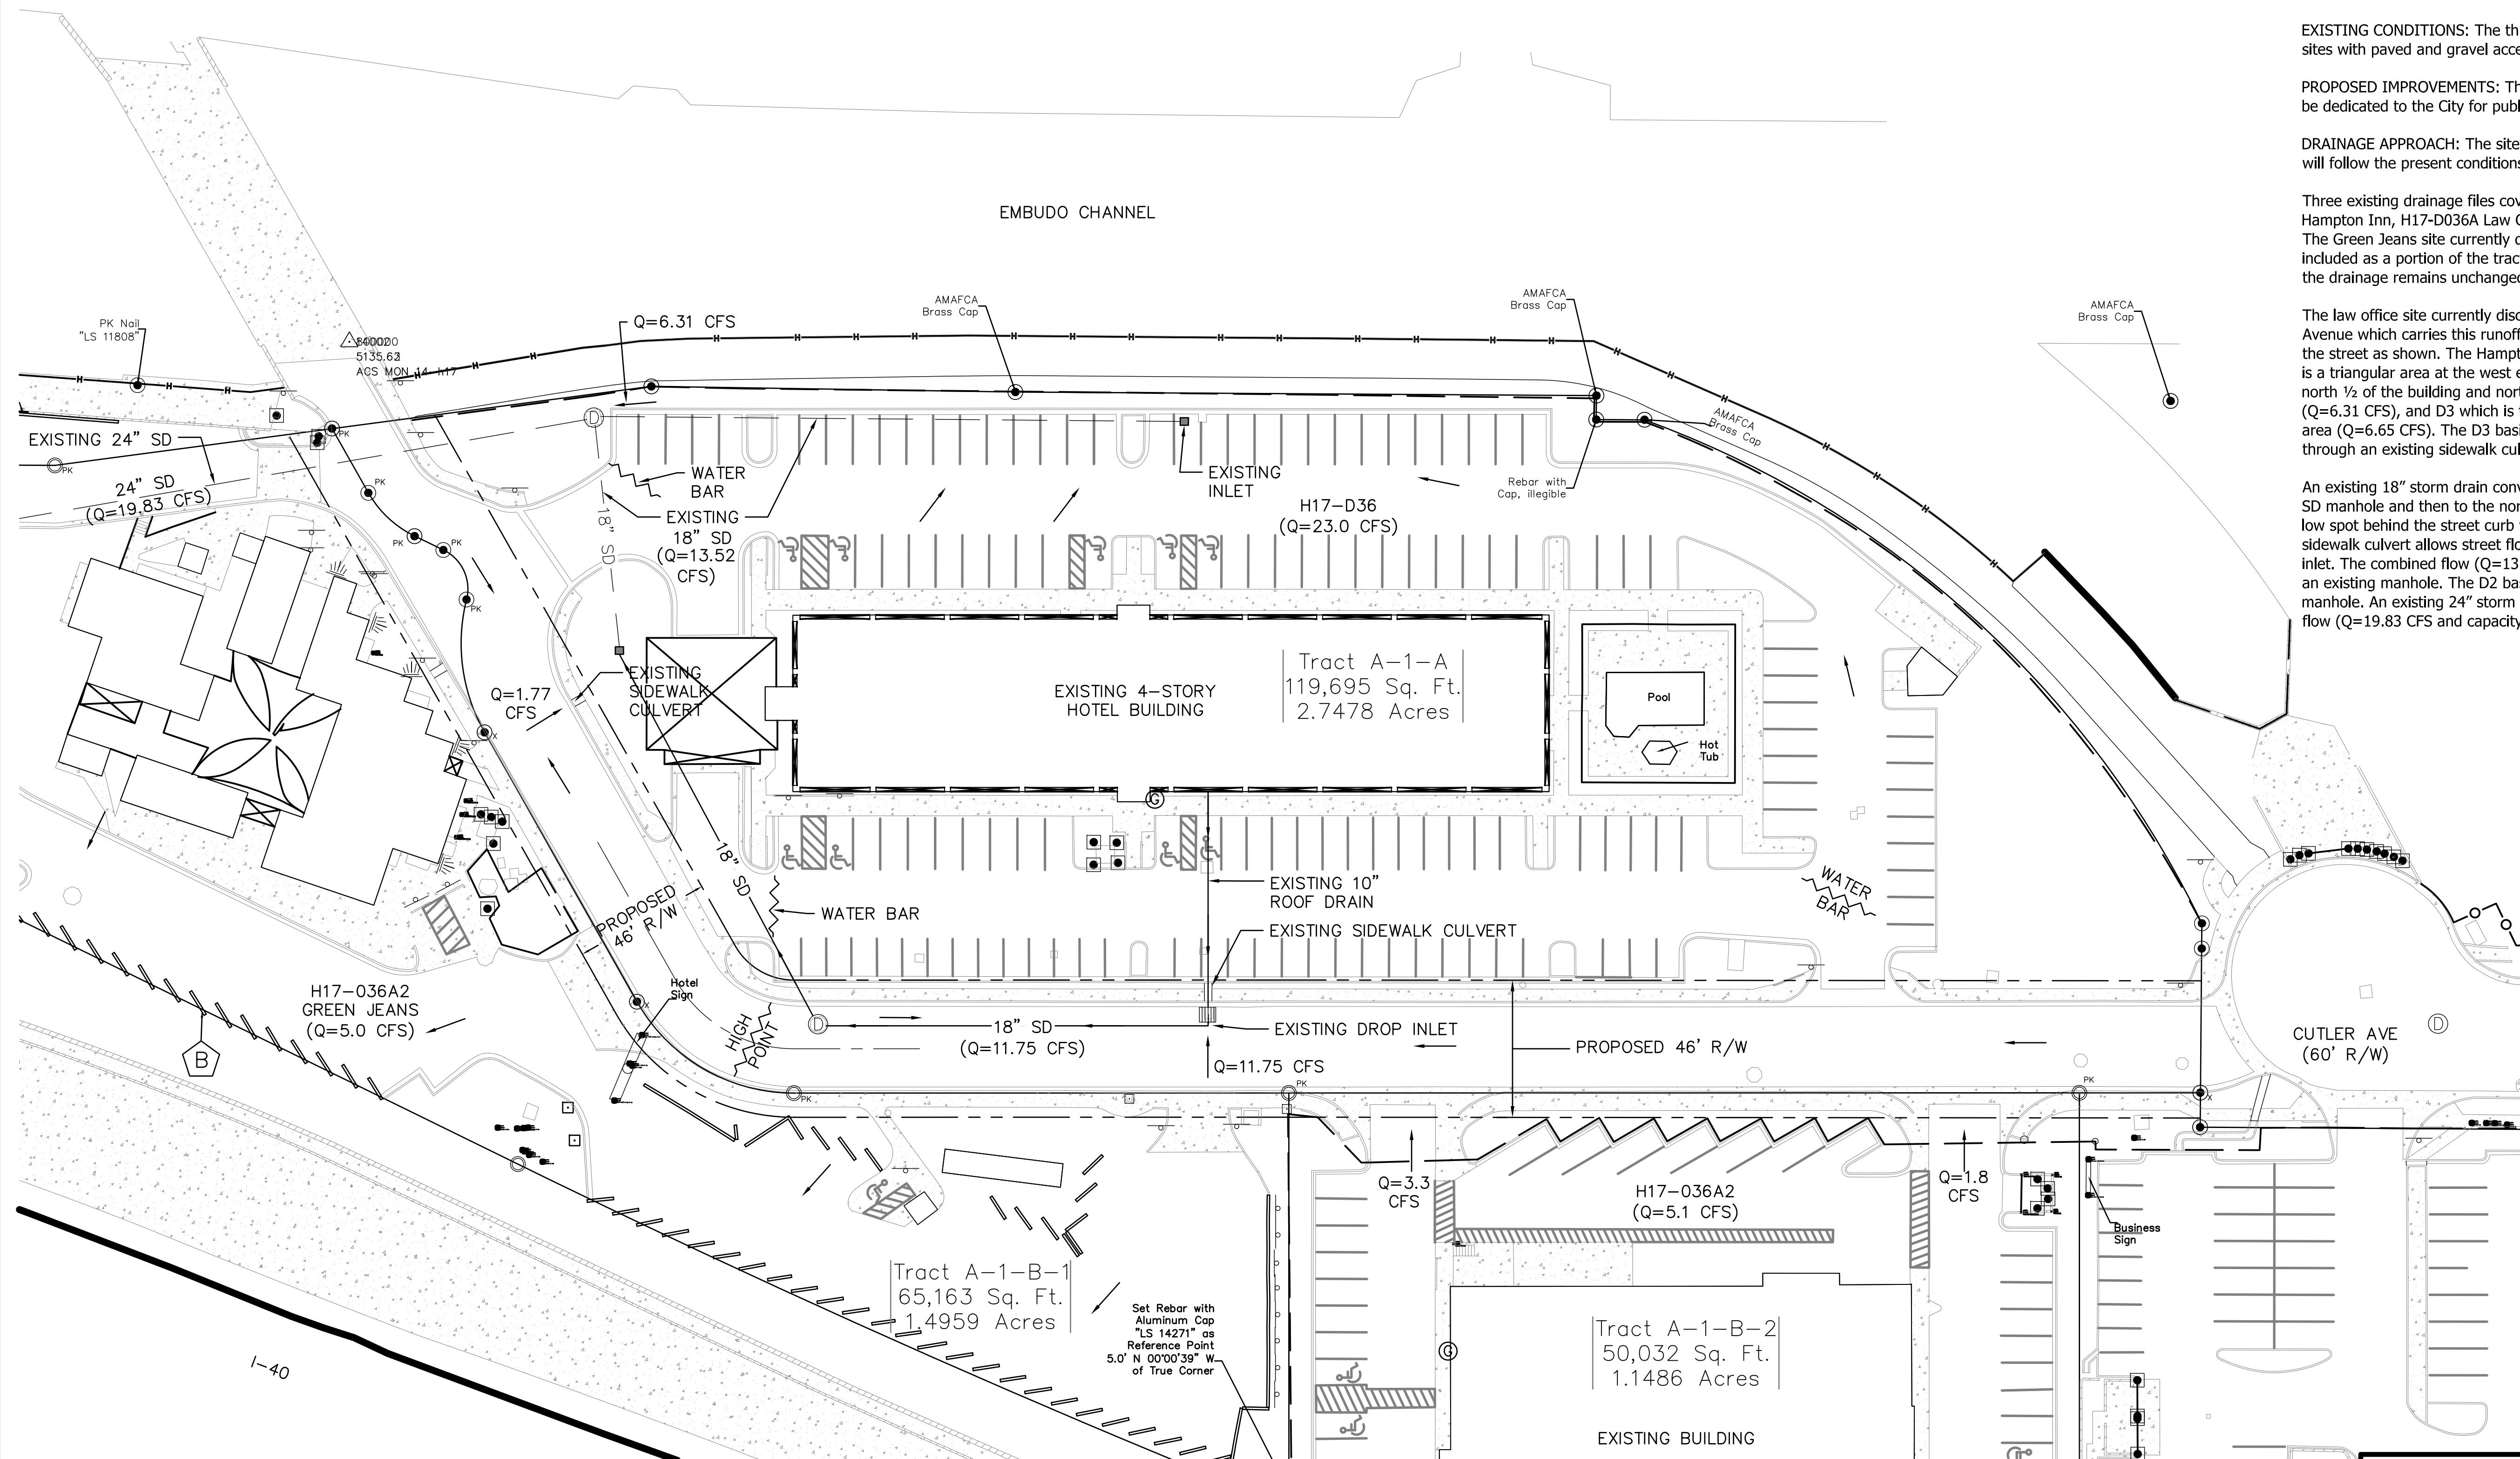 EXISTING CONDITIONS: The th
sites with paved and gravel acce
PROPOSED IMPROVEMENTS: Th
be dedicated to the City for publ
DRAINAGE APPROACH: The site
will follow the present conditions
Three existing drainage files cov
Hampton Inn, H17-D036A Law O
The Green Jeans site currently d
included as a portion of the trac
the drainage remains unchanged
The law office site currently disc
Avenue which carries this runoff
the street as shown. The Hampt
is a triangular area at the west e
north ½ of the building and nort
(Q=6.31 CFS), and D3 which is t
area (Q=6.65 CFS). The D3 basi
through an existing sidewalk cul
An existing 18" storm drain conv
SD manhole and then to the nor
low spot behind the street curb
sidewalk culvert allows street flo
inlet. The combined flow (Q=13
an existing manhole. The D2 ba
manhole. An existing 24" storm
flow (Q=19.83 CFS and capacity
EMBUDO CHANNEL
PK Nail
"LS 11808"
5135.62
ACS MON 14-H17
Q=6.31 CFS
AMAFCA
Brass Cap
AMAFCA
Brass Cap
AMAFCA
Brass Cap
AMAFCA
Brass Cap
Rebar with
Cap, illegible
EXISTING 24" SD
24" SD
(Q=19.83 CFS)
PK
PK
PK
PK
PK
PK
D
WATER
BAR
EXISTING
18" SD
(Q=13.52
CFS)
18" SD
EXISTING
INLET
H17-D36
(Q=23.0 CFS)
Q=1.77
CFS
EXISTING
SIDEWALK
CULVERT
EXISTING 4-STORY
HOTEL BUILDING
Tract A-1-A
119,695 Sq. Ft.
2.7478 Acres
Pool
Hot
Tub
X
G
18" SD
PROPOSED
46' R/W
WATER BAR
EXISTING 10"
ROOF DRAIN
EXISTING SIDEWALK CULVERT
WATER
BAR
Hotel
Sign
X
HIGH
POINT
D
18" SD
(Q=11.75 CFS)
EXISTING DROP INLET
Q=11.75 CFS
PROPOSED 46' R/W
CUTLER AVE
(60' R/W)
D
H17-036A2
GREEN JEANS
(Q=5.0 CFS)
B
PK
PK
PK
X
Q=3.3
CFS
H17-036A2
(Q=5.1 CFS)
Q=1.8
CFS
Business
Sign
Tract A-1-B-1
65,163 Sq. Ft.
1.4959 Acres
Set Rebar with
Aluminum Cap
"LS 14271" as
Reference Point
5.0' N 00°00'39" W
of True Corner
G
Tract A-1-B-2
50,032 Sq. Ft.
1.1486 Acres
EXISTING BUILDING
I-40